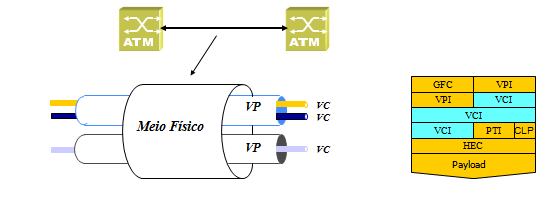 ATM ATM
Meio Físico
VP VC
VC
VP VC
GFC VPI
VPI VCI
VCI
VCI PTI CLP
HEC
Payload